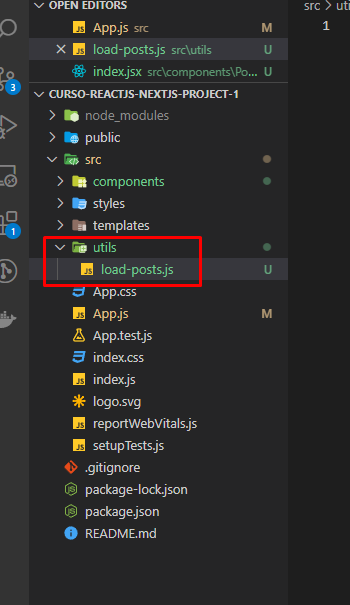 OPEN EDITORS
src > uti
App.js src
1
load-posts.js src\utils U
index.jsx src\components\Po... U
CURSO-REACTJS-NEXTJS-PROJECT-1
node_modules
public
src
components
styles
templates
utils
load-posts.js U
App.css
App.js M
App.test.js
index.css
index.js
logo.svg
reportWebVitals.js
setupTests.js
.gitignore
package-lock.json
package.json
README.md
3
1